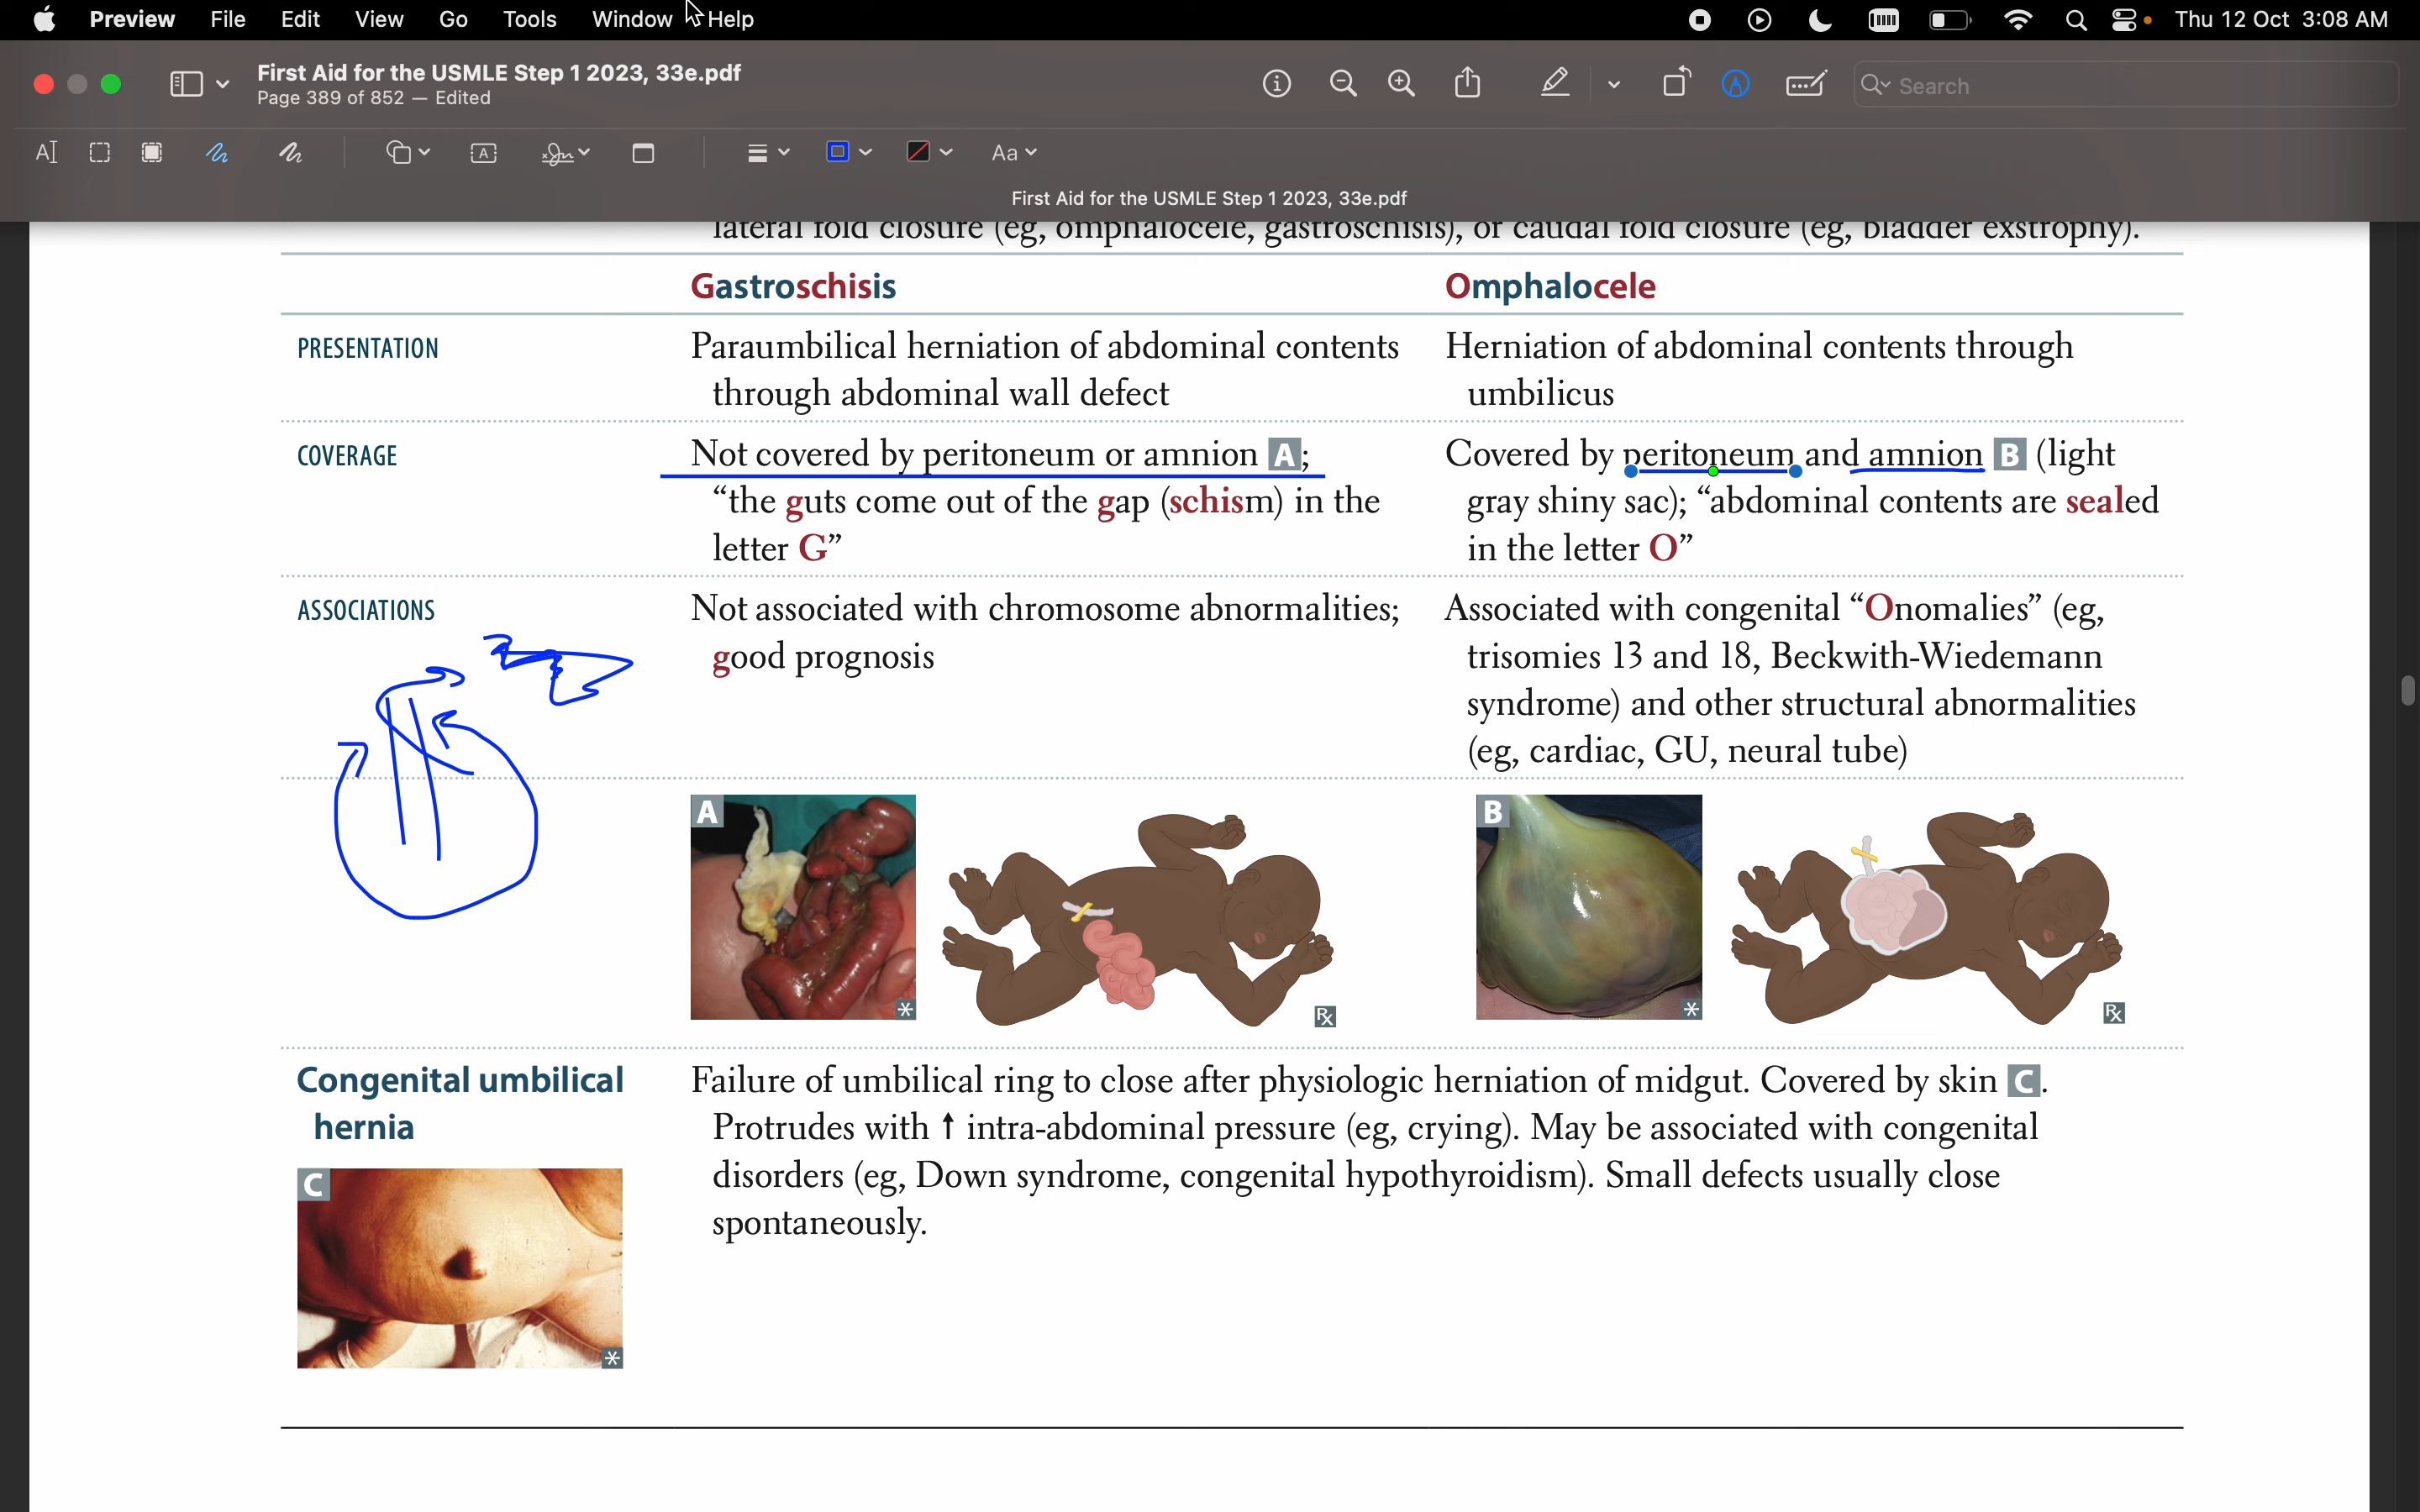 Preview File Edit View Go Tools Window Help Thu 12 Oct 3:08 AM
First Aid for the USMLE Step 1 2023, 33e.pdf
Page 389 of 852 — Edited
Search
Aa
First Aid for the USMLE Step 1 2023, 33e.pdf
lateral fold closure (eg, omphalocele, gastroschisis), or caudal fold closure (eg, bladder exstrophy).
Gastroschisis
Omphalocele
PRESENTATION
Paraumbilical herniation of abdominal contents
through abdominal wall defect
Herniation of abdominal contents through
umbilicus
COVERAGE
Not covered by peritoneum or amnion A;
“the guts come out of the gap (schism) in the
letter G”
Covered by peritoneum and amnion B (light
gray shiny sac); “abdominal contents are sealed
in the letter O”
ASSOCIATIONS
Not associated with chromosome abnormalities;
good prognosis
Associated with congenital “Onomalies” (eg,
trisomies 13 and 18, Beckwith-Wiedemann
syndrome) and other structural abnormalities
(eg, cardiac, GU, neural tube)
A
Rx
B
Rx
Congenital umbilical
hernia
Failure of umbilical ring to close after physiologic herniation of midgut. Covered by skin C.
Protrudes with ↑ intra-abdominal pressure (eg, crying). May be associated with congenital
disorders (eg, Down syndrome, congenital hypothyroidism). Small defects usually close
spontaneously.
C